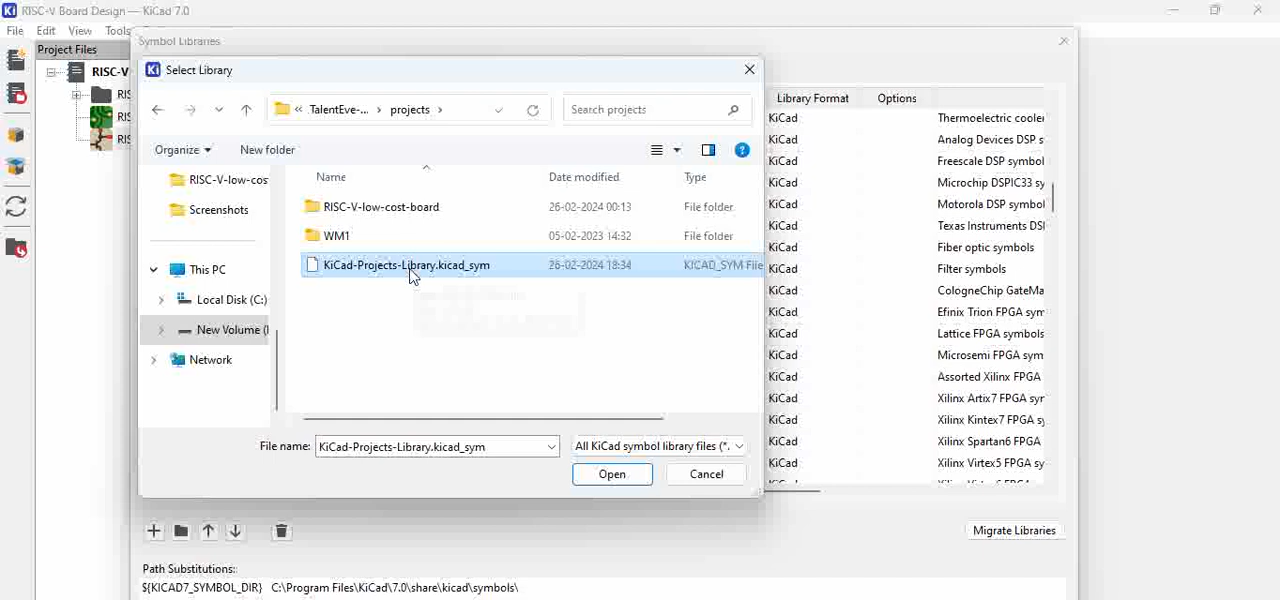 RISC-V Board Design — KiCad 7.0
File Edit View Tools
Project Files
Symbol Libraries
RISC-V
Select Library
« TalentEve-... › projects ›
Search projects
Organize
New folder
Library Format Options
Name Date modified Type
RISC-V-low-cos
Screenshots
This PC
Local Disk (C:)
New Volume (
Network
RISC-V-low-cost-board 26-02-2024 00:13 File folder
WM1 05-02-2023 14:32 File folder
KiCad-Projects-Library.kicad_sym 26-02-2024 18:34 KICAD_SYM File
KiCad Thermoelectric cooler
KiCad Analog Devices DSP s
KiCad Freescale DSP symbol
KiCad Microchip DSPIC33 sy
KiCad Motorola DSP symbol
KiCad Texas Instruments DS
KiCad Fiber optic symbols
KiCad Filter symbols
KiCad CologneChip GateMa
KiCad Efinix Trion FPGA sym
KiCad Lattice FPGA symbols
KiCad Microsemi FPGA sym
KiCad Assorted Xilinx FPGA
KiCad Xilinx Artix7 FPGA syr
KiCad Xilinx Kintex7 FPGA sy
KiCad Xilinx Spartan6 FPGA
KiCad Xilinx Virtex5 FPGA sy
File name: KiCad-Projects-Library.kicad_sym
All KiCad symbol library files (*.
Open Cancel
Migrate Libraries
Path Substitutions:
${KICAD7_SYMBOL_DIR} C:\Program Files\KiCad\7.0\share\kicad\symbols\